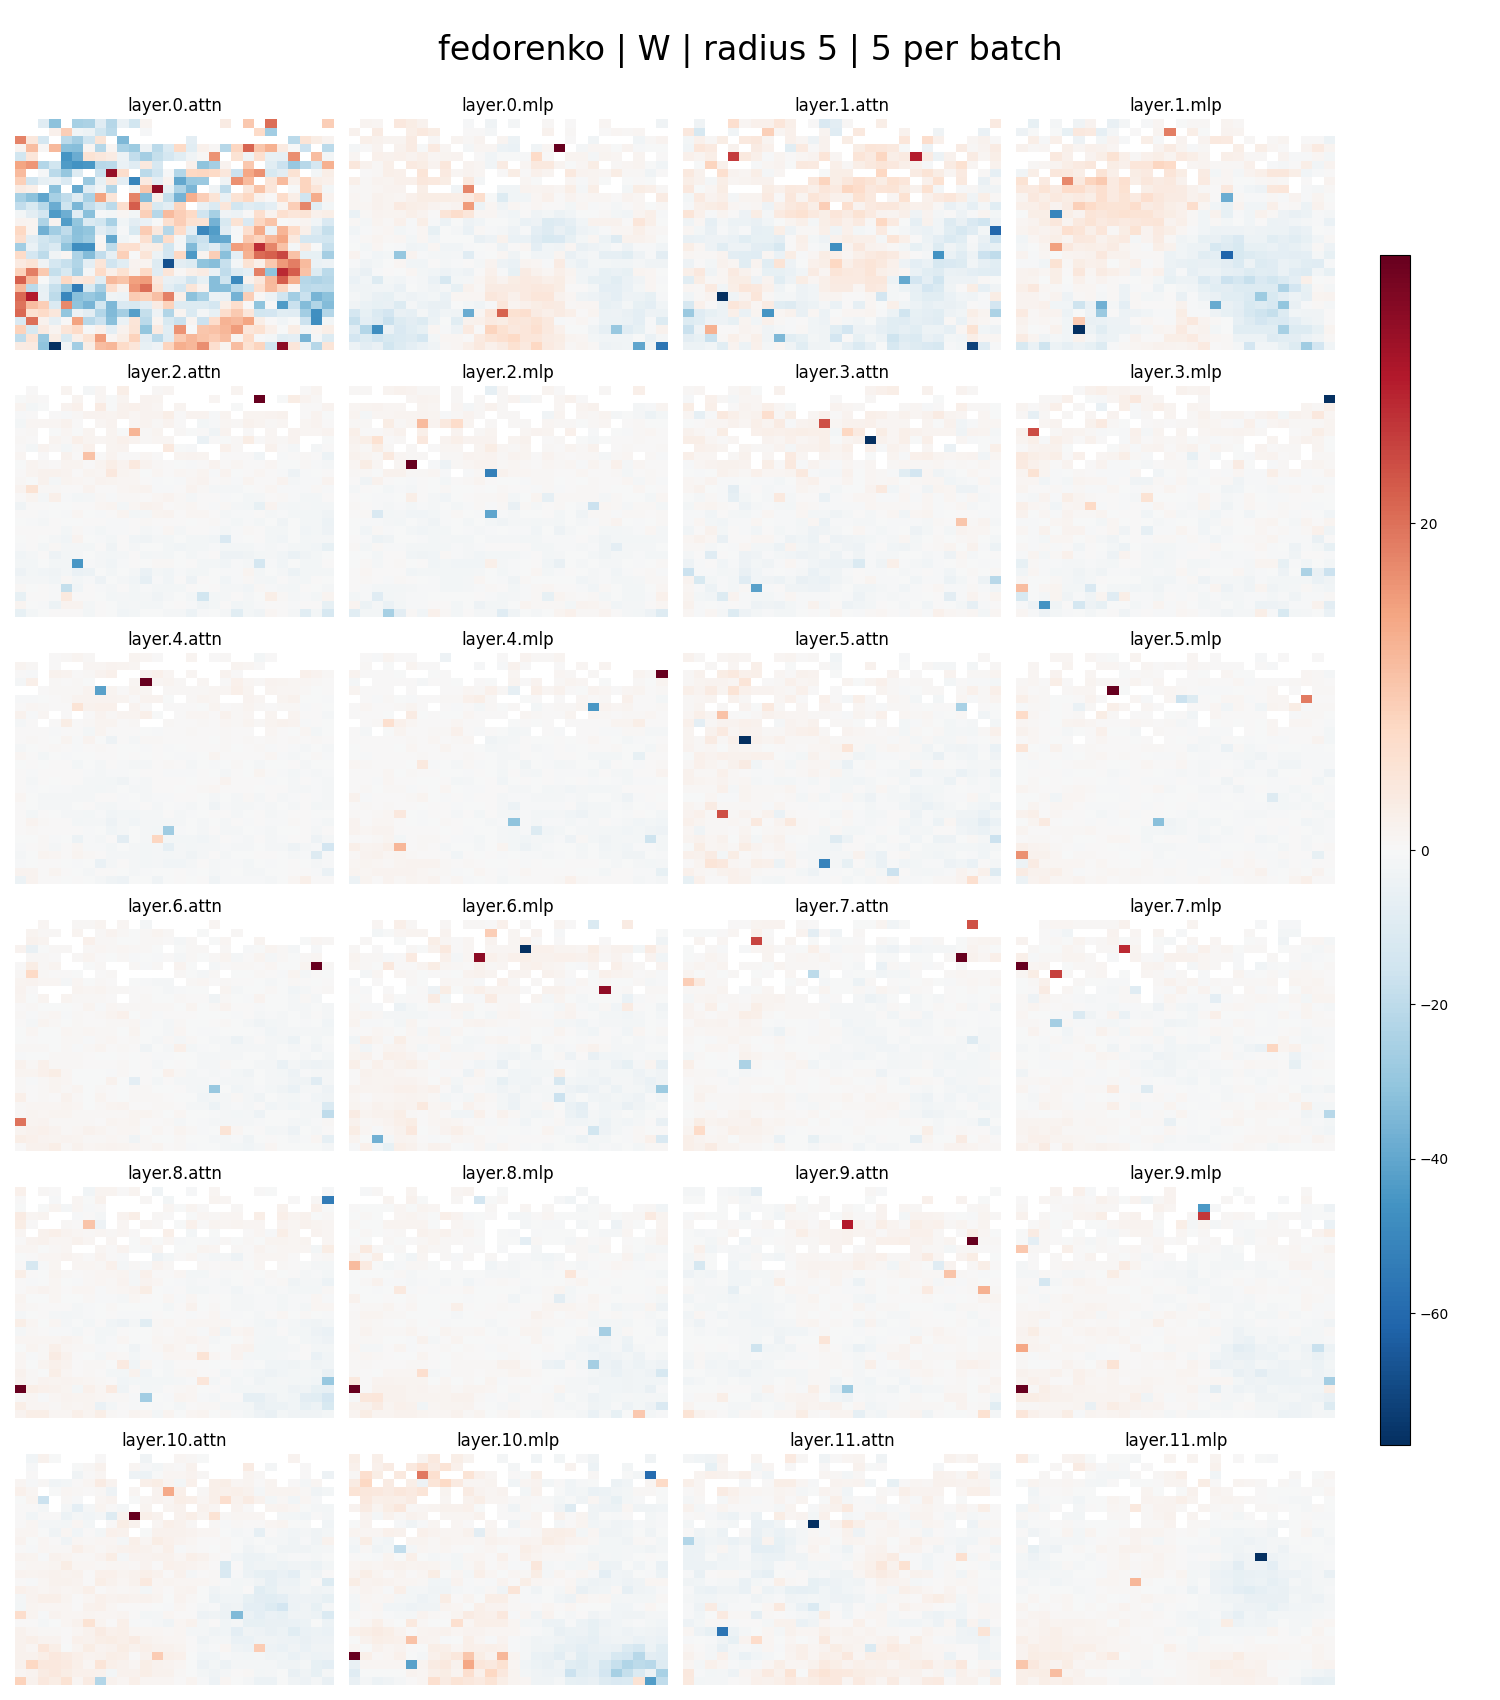 fedorenko | W | radius 5 | 5 per batch
layer.0.attn
layer.0.mlp
layer.1.attn
layer.1.mlp
layer.2.attn
layer.2.mlp
layer.3.attn
layer.3.mlp
layer.4.attn
layer.4.mlp
layer.5.attn
layer.5.mlp
layer.6.attn
layer.6.mlp
layer.7.attn
layer.7.mlp
layer.8.attn
layer.8.mlp
layer.9.attn
layer.9.mlp
layer.10.attn
layer.10.mlp
layer.11.attn
layer.11.mlp
20
0
−20
−40
−60